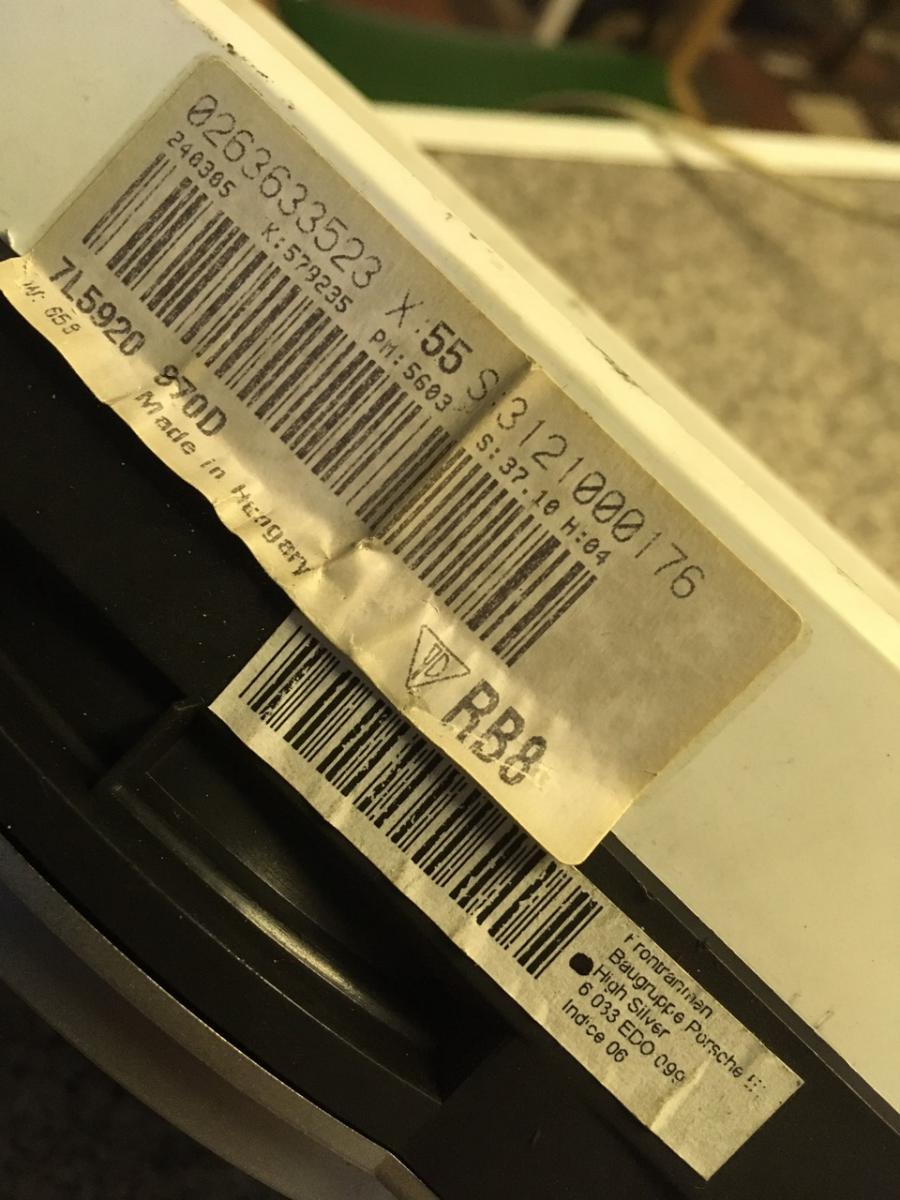 0263633523 X:55 S:3121000176
240305 K:579235 PM:5603 S:37.10 H:04
7L5920 970D
W: 659
Made in Hungary
RB8
Frontrahmen
Baugruppe Porsche
High Silver
6 033 EDO 099
Indice 06